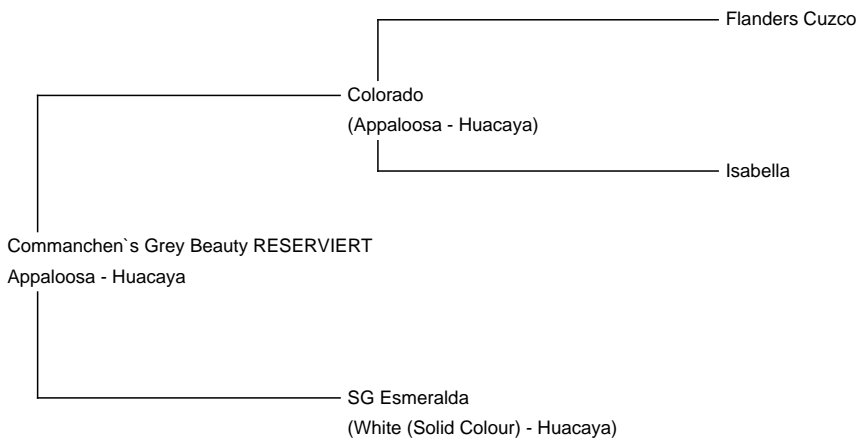 Flanders Cuzco
Colorado
(Appaloosa - Huacaya)
Isabella
Commanchen`s Grey Beauty RESERVIERT
Appaloosa - Huacaya
SG Esmeralda
(White (Solid Colour) - Huacaya)